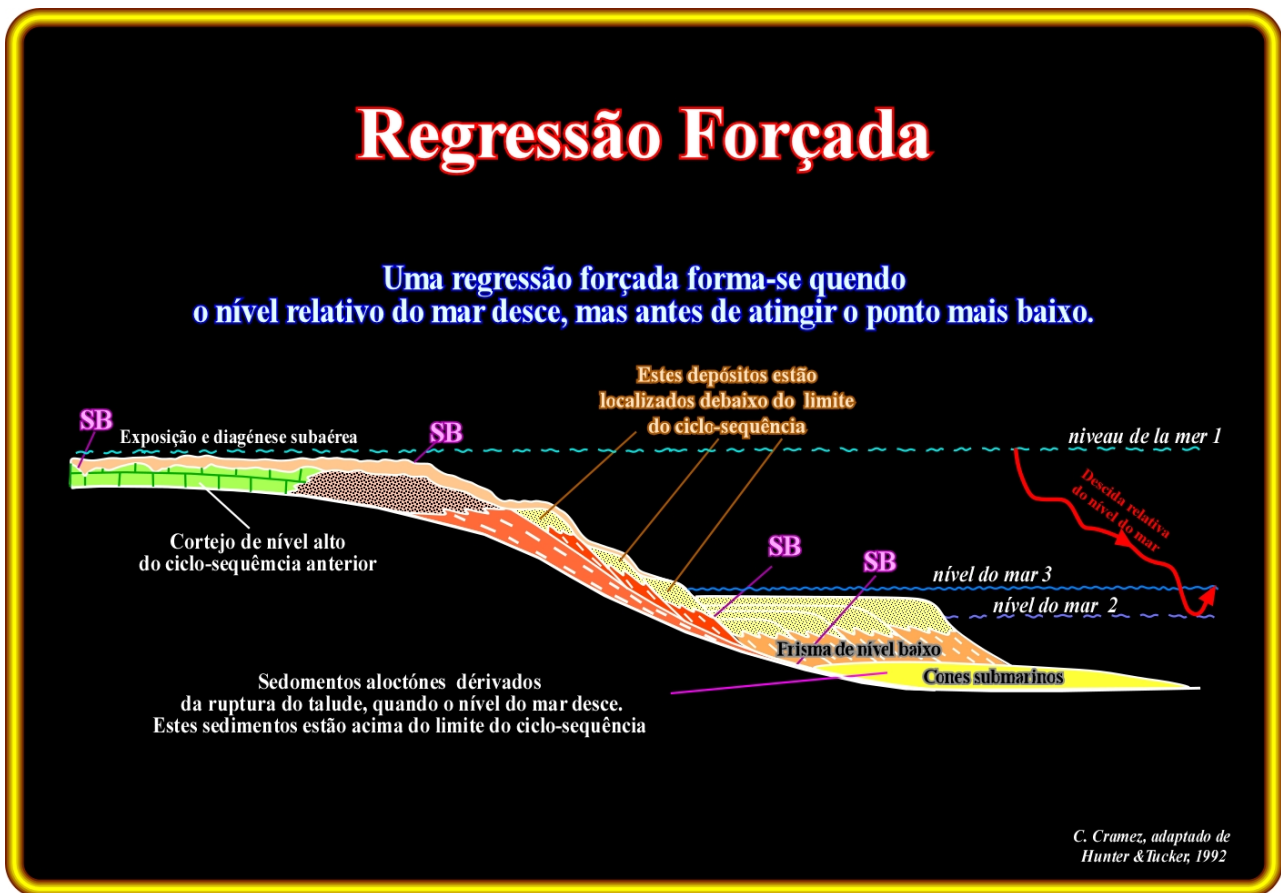 Regressão Forçada
Uma regressão forçada forma-se quendo
o nível relativo do mar desce, mas antes de atingir o ponto mais baixo.
Estes depósitos estão
localizados debaixo do limite
do ciclo-sequência
SB
Exposição e diagénese subaérea
SB
niveau de la mer 1
Descida relativa
do nível do mar
Cortejo de nível alto
do ciclo-sequêmcia anterior
SB
SB
nível do mar 3
nível do mar 2
Frisma de nível baixo
Cones submarinos
Sedomentos aloctónes dérivados
da ruptura do talude, quando o nível do mar desce.
Estes sedimentos estão acima do limite do ciclo-sequência
C. Cramez, adaptado de
Hunter &Tucker, 1992